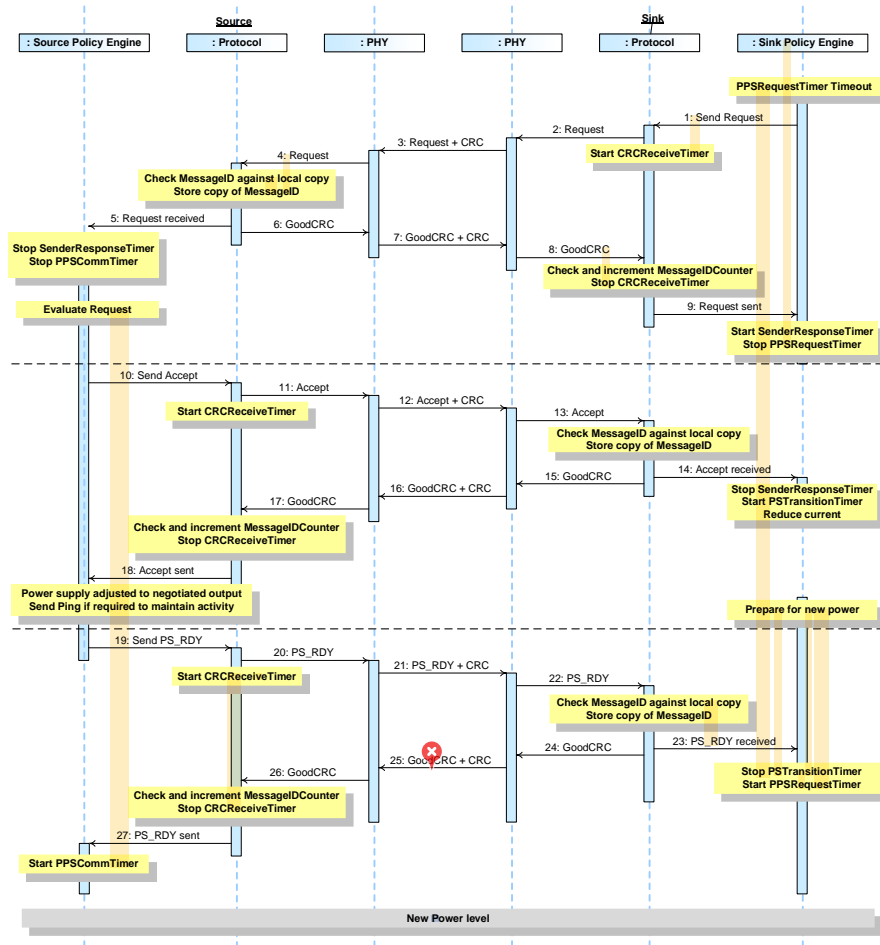 Source
Sink
: Source Policy Engine
: Protocol
: PHY
: PHY
: Protocol
: Sink Policy Engine
PPSRequestTimer Timeout
1: Send Request
2: Request
Start CRCReceiveTimer
3: Request + CRC
4: Request
Check MessageID against local copy
Store copy of MessageID
5: Request received
6: GoodCRC
7: GoodCRC + CRC
8: GoodCRC
Stop SenderResponseTimer
Stop PPSCommTimer
Check and increment MessageIDCounter
Stop CRCReceiveTimer
9: Request sent
Evaluate Request
Start SenderResponseTimer
Stop PPSRequestTimer
10: Send Accept
11: Accept
Start CRCReceiveTimer
12: Accept + CRC
13: Accept
Check MessageID against local copy
Store copy of MessageID
14: Accept received
15: GoodCRC
16: GoodCRC + CRC
17: GoodCRC
Stop SenderResponseTimer
Start PSTransitionTimer
Reduce current
Check and increment MessageIDCounter
Stop CRCReceiveTimer
18: Accept sent
Power supply adjusted to negotiated output
Send Ping if required to maintain activity
Prepare for new power
19: Send PS_RDY
20: PS_RDY
Start CRCReceiveTimer
21: PS_RDY + CRC
22: PS_RDY
Check MessageID against local copy
Store copy of MessageID
23: PS_RDY received
24: GoodCRC
25: GoodCRC + CRC
26: GoodCRC
Stop PSTransitionTimer
Start PPSRequestTimer
Check and increment MessageIDCounter
Stop CRCReceiveTimer
27: PS_RDY sent
Start PPSCommTimer
New Power level